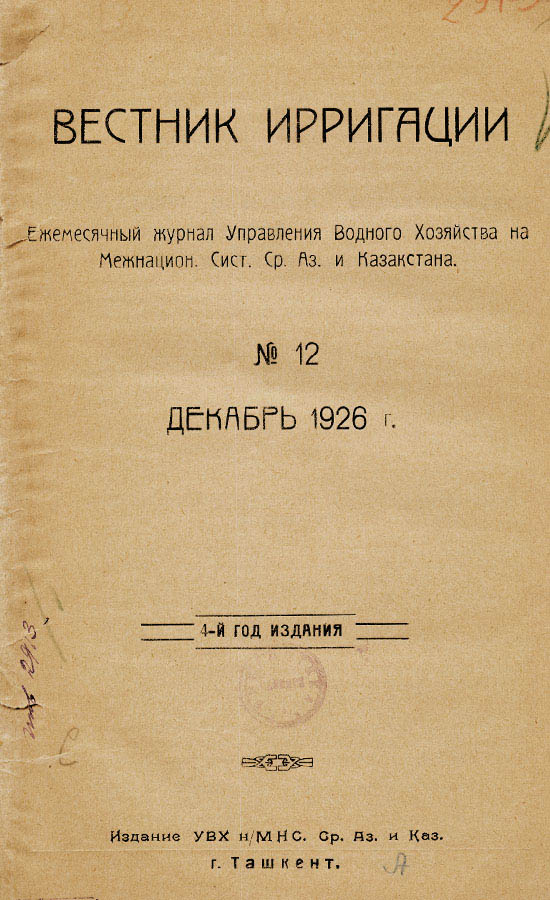 ВЕСТНИК ИРРИГАЦИИ
Ежемесячный журнал Управления Водного Хозяйства на
Межнацион. Сист. Ср. Аз. и Казакстана.
№ 12
ДЕКАБРЬ 1926 г.
4-й ГОД ИЗДАНИЯ
Издание УВХ н/МНС. Ср. Аз. и Каз.
г. Ташкент.